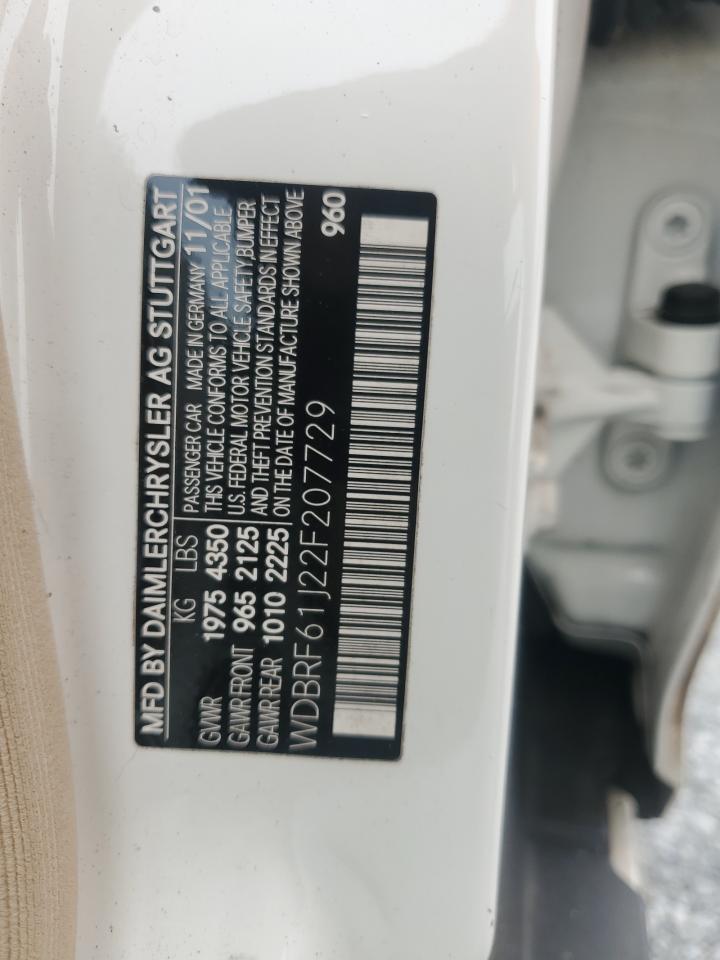 MFD BY DAIMLERCHRYSLER AG STUTTGART
KG LBS
GVWR 1975 4350
GAWR FRONT 965 2125
GAWR REAR 1010 2225
PASSENGER CAR MADE IN GERMANY 11/01
THIS VEHICLE CONFORMS TO ALL APPLICABLE
U.S. FEDERAL MOTOR VEHICLE SAFETY, BUMPER
AND THEFT PREVENTION STANDARDS IN EFFECT
ON THE DATE OF MANUFACTURE SHOWN ABOVE
WDBRF61J22F207729 960